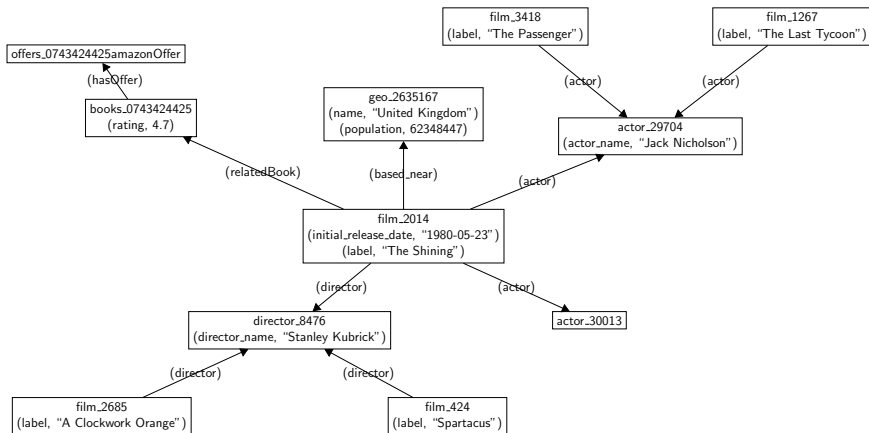 film_3418
(label, “The Passenger”)
film_1267
(label, “The Last Tycoon”)
offers_0743424425amazonOffer
(hasOffer)
(actor)
(actor)
books_0743424425
(rating, 4.7)
geo_2635167
(name, “United Kingdom”)
(population, 62348447)
actor_29704
(actor_name, “Jack Nicholson”)
(relatedBook)
(based_near)
(actor)
film_2014
(initial_release_date, “1980-05-23”)
(label, “The Shining”)
(director)
(actor)
director_8476
(director_name, “Stanley Kubrick”)
actor_30013
(director)
(director)
film_2685
(label, “A Clockwork Orange”)
film_424
(label, “Spartacus”)